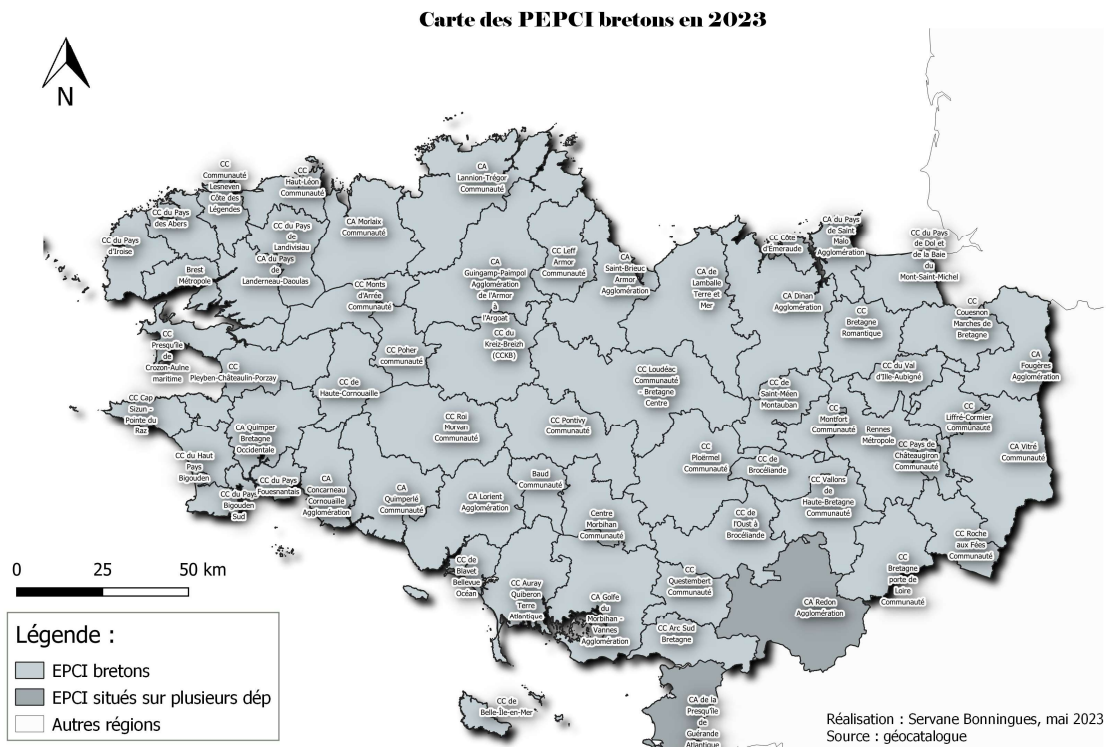 Carte des PEPCI bretons en 2023
N
CA
Lannion-Trégor
Communauté
CC
Communauté
Lesneven
Côte des
Légendes
CC
Haut-Léon
Communauté
CC du Pays
des Abers
CA Morlaix
Communauté
CC du Pays
d'Iroise
CC du Pays
de
Landivisiau
CA du Pays
de
Landerneau-Daoulas
Brest
Métropole
CC Monts
d'Arrée
Communauté
CA
Guingamp-Paimpol
Agglomération
de l'Armor
à
l'Argoat
CC Leff
Armor
Communauté
CA
Saint-Brieuc
Armor
Agglomération
CA de
Lamballe
Terre et
Mer
CC Côte
d'Émeraude
CA du Pays
de Saint
Malo
Agglomération
CC du Pays
de Dol et
de la Baie
du
Mont-Saint-Michel
CA Dinan
Agglomération
CC
Bretagne
Romantique
CC
Couesnon
Marches de
Bretagne
CA
Fougères
Agglomération
CC
Presqu'île
de
Crozon-Aulne
maritime
CC
Pleyben-Châteaulin-Porzay
CC Poher
communauté
CC du
Kreiz-Breizh
(CCKB)
CC de
Haute-Cornouaille
CC Loudéac
Communauté
- Bretagne
Centre
CC de
Saint-Méen
Montauban
CC du Val
d'Ille-Aubigné
CC Cap
Sizun -
Pointe du
Raz
CA Quimper
Bretagne
Occidentale
CC Roi
Morvan
Communauté
CC Pontivy
Communauté
CC
Montfort
Communauté
Rennes
Métropole
CC
Liffré-Cormier
Communauté
CC Pays de
Châteaugiron
Communauté
CA Vitré
Communauté
CC du Haut
Pays
Bigouden
CC du Pays
Bigouden
Sud
CC du Pays
Fouesnantais
CA
Concarneau
Cornouaille
Agglomération
CA
Quimperlé
Communauté
CA Lorient
Agglomération
Baud
Communauté
Centre
Morbihan
Communauté
CC
Ploërmel
Communauté
CC de
Brocéliande
CC Vallons
de
Haute-Bretagne
Communauté
CC de
l'Oust à
Brocéliande
CC Roche
aux Fées
Communauté
CC
Bretagne
porte de
Loire
Communauté
CC de
Blavet
Bellevue
Océan
CC Auray
Quiberon
Terre
Atlantique
CA Golfe
du
Morbihan -
Vannes
Agglomération
CC
Questembert
Communauté
CC Arc Sud
Bretagne
CA Redon
Agglomération
CC de
Belle-Île-en-Mer
CA de la
Presqu'île
de
Guérande
Atlantique
0 25 50 km
Légende :
EPCI bretons
EPCI situés sur plusieurs dép
Autres régions
Réalisation : Servane Bonningues, mai 2023
Source : géocatalogue